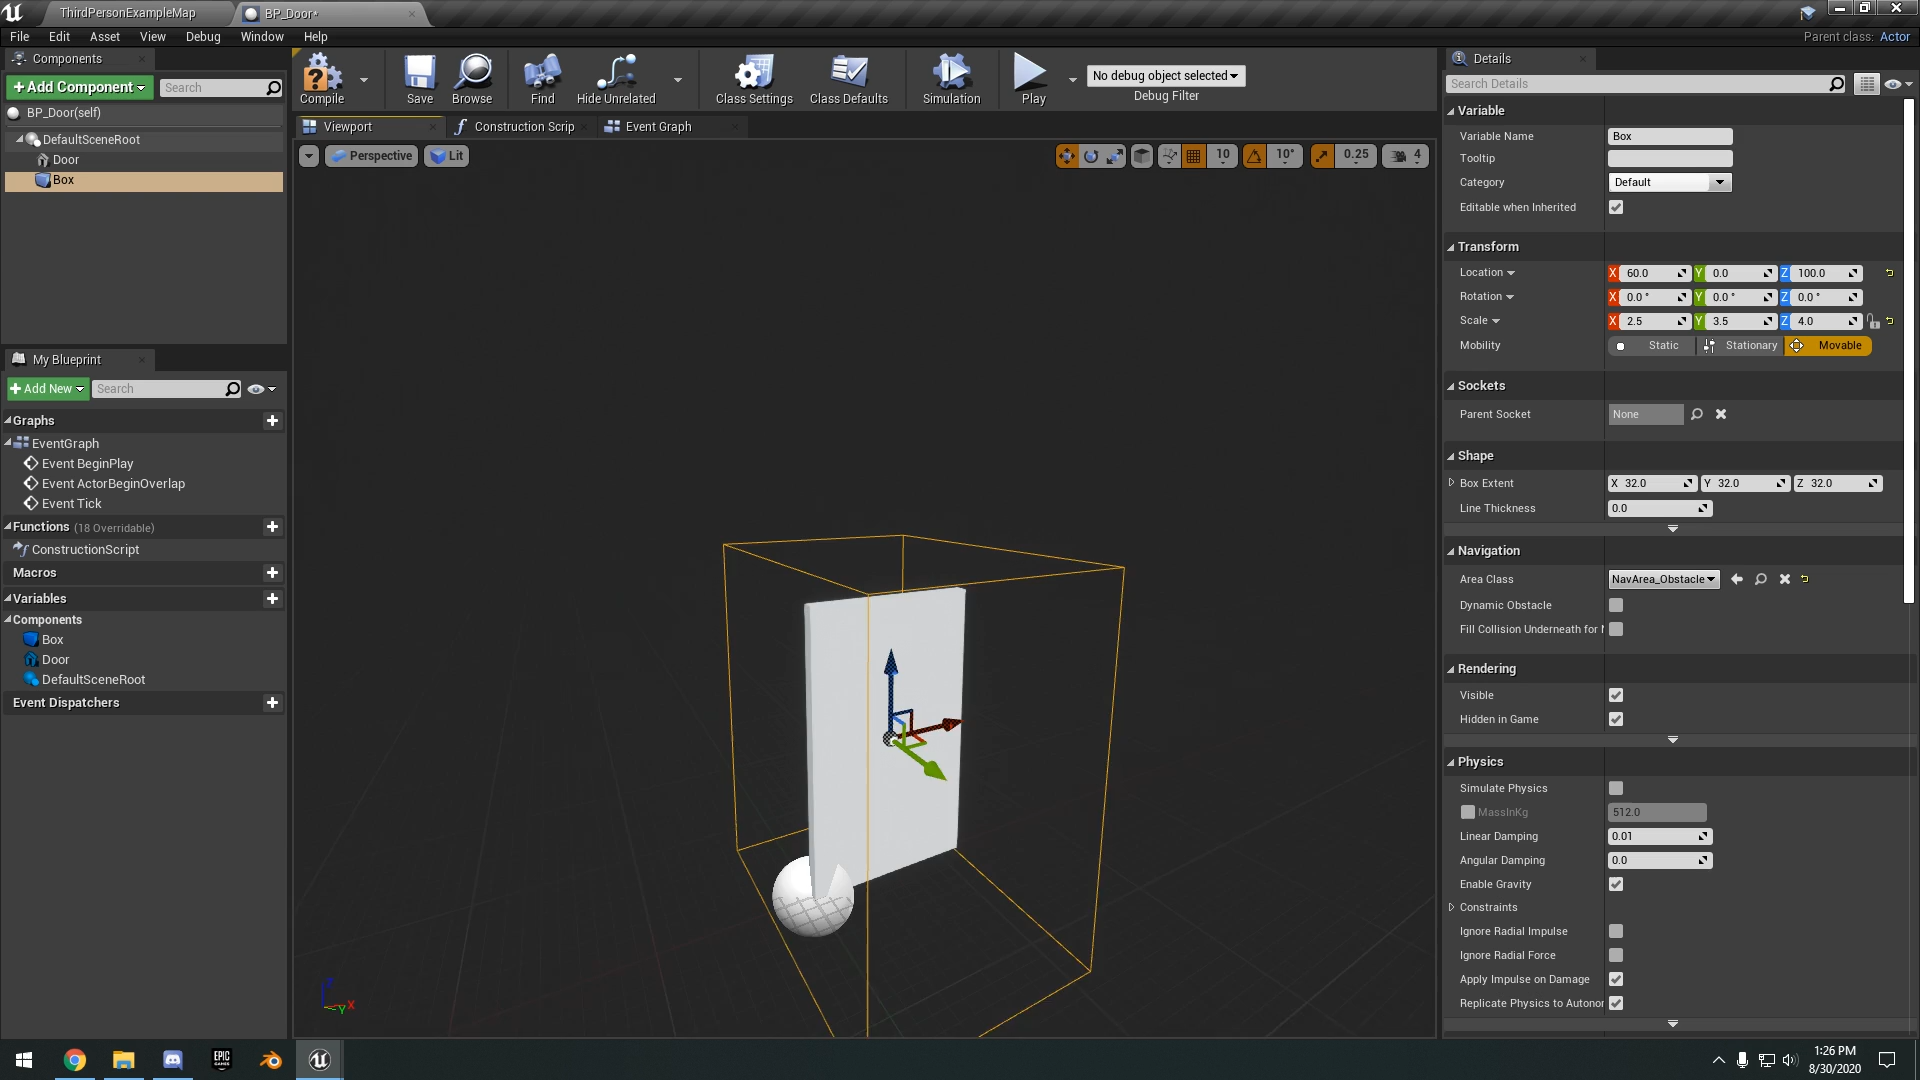 ThirdPersonExampleMap
BP_Door*
File Edit Asset View Debug Window Help
Parent class: Actor
Components
+Add Component
Search
BP_Door(self)
DefaultSceneRoot
Door
Box
My Blueprint
+Add New
Search
Graphs
EventGraph
Event BeginPlay
Event ActorBeginOverlap
Event Tick
Functions (18 Overridable)
ConstructionScript
Macros
Variables
Components
Box
Door
DefaultSceneRoot
Event Dispatchers
Compile
Save
Browse
Find
Hide Unrelated
Class Settings
Class Defaults
Simulation
Play
No debug object selected
Debug Filter
Viewport
Construction Scrip
Event Graph
Perspective
Lit
10
10°
0.25
4
Z
X
Y
Details
Search Details
Variable
Variable Name Box
Tooltip
Category Default
Editable when Inherited
Transform
Location X 60.0 Y 0.0 Z 100.0
Rotation X 0.0 ° Y 0.0 ° Z 0.0 °
Scale X 2.5 Y 3.5 Z 4.0
Mobility Static Stationary Movable
Sockets
Parent Socket None
Shape
Box Extent X 32.0 Y 32.0 Z 32.0
Line Thickness 0.0
Navigation
Area Class NavArea_Obstacle
Dynamic Obstacle
Fill Collision Underneath for
Rendering
Visible
Hidden in Game
Physics
Simulate Physics
MassInKg 512.0
Linear Damping 0.01
Angular Damping 0.0
Enable Gravity
Constraints
Ignore Radial Impulse
Ignore Radial Force
Apply Impulse on Damage
Replicate Physics to Autonor
EPIC
GAMES
1:26 PM
8/30/2020